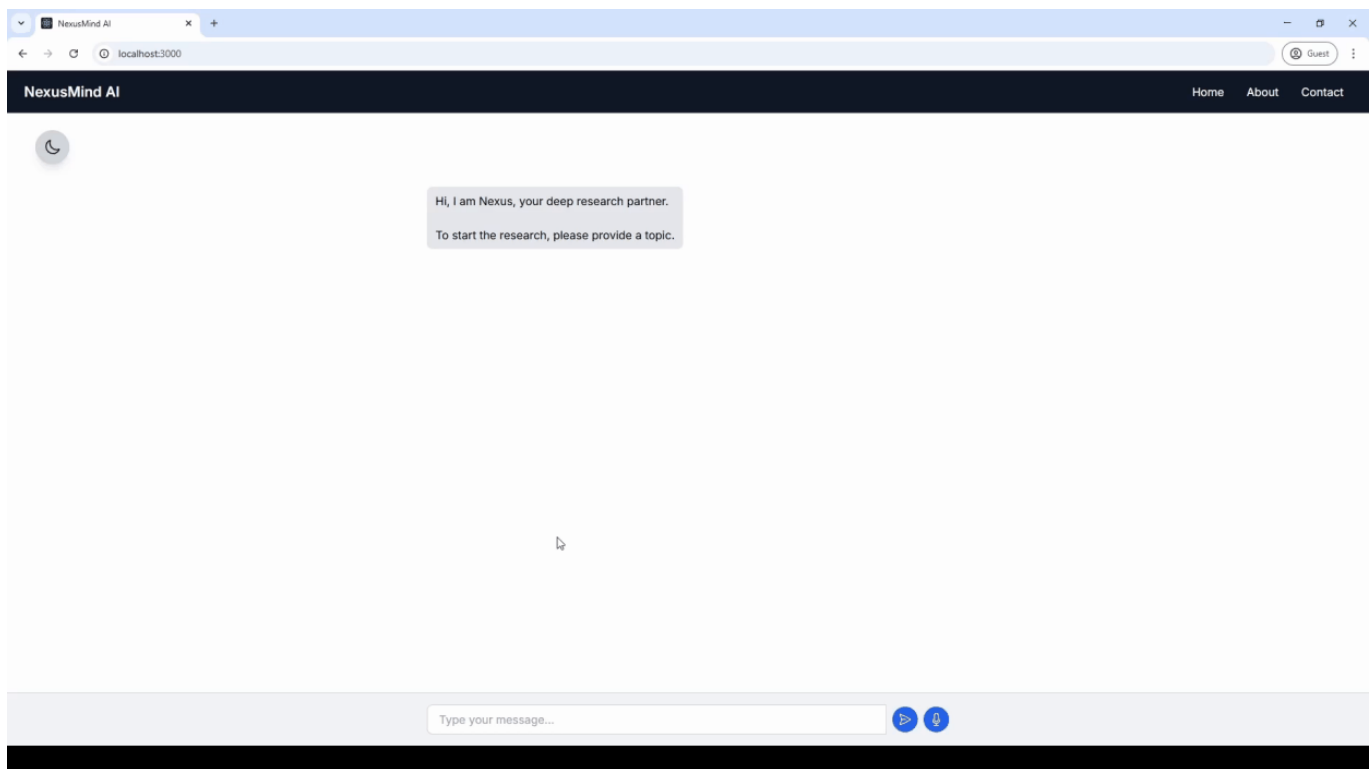 NexusMind AI
localhost:3000
Guest
NexusMind AI
Home About Contact
Hi, I am Nexus, your deep research partner.
To start the research, please provide a topic.
Type your message...